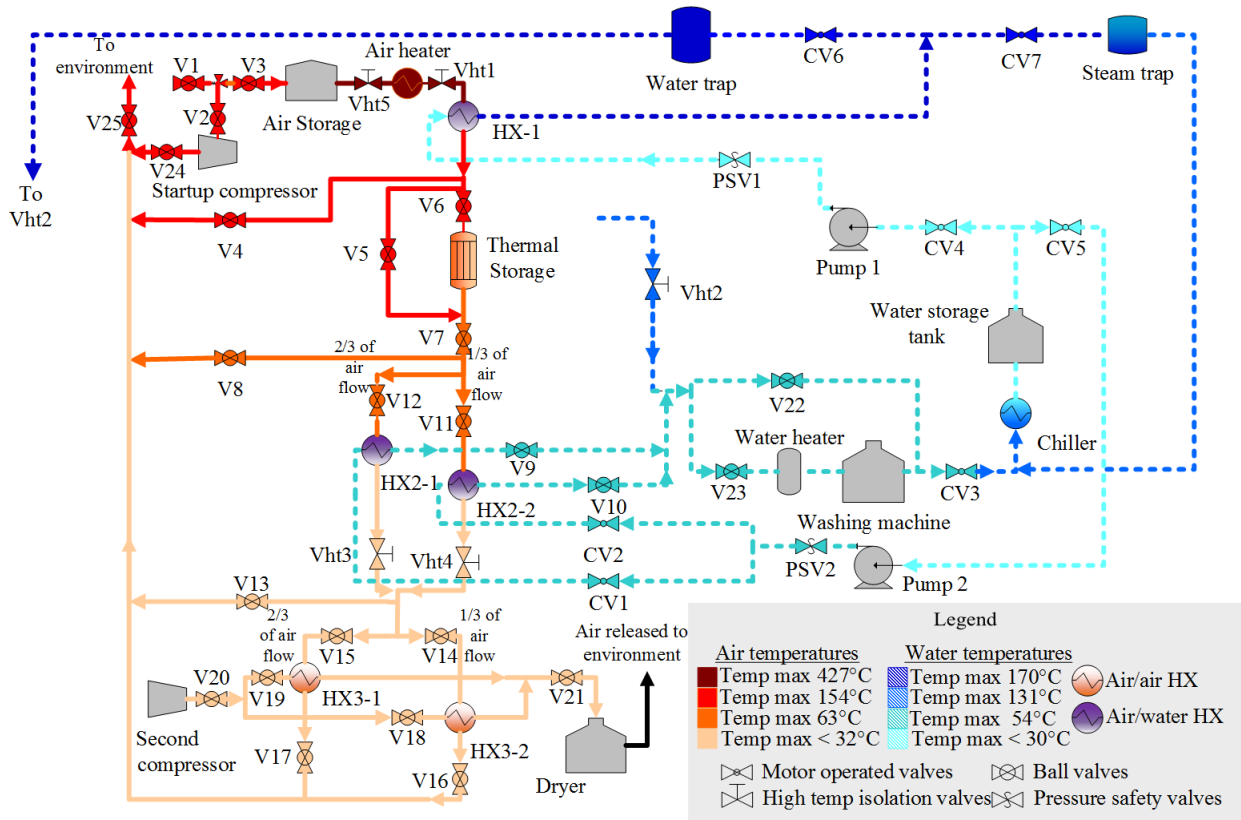 To
environment
V1
V3
V2
V25
V24
Startup compressor
Air Storage
Air heater
Vht5
Vht1
HX-1
Water trap
CV6
CV7
Steam trap
To
Vht2
PSV1
Pump 1
CV4
CV5
V4
V5
V6
Thermal
Storage
Vht2
Water storage
tank
V7
V8
2/3 of
air
flow
1/3 of
air
flow
V12
V11
V22
Chiller
HX2-1
V9
Water heater
V23
Washing machine
CV3
HX2-2
V10
CV2
PSV2
Pump 2
Vht3
Vht4
CV1
V13
2/3
of air
flow
V15
V14
1/3 of
air
flow
Air released to
environment
V20
V19
HX3-1
V21
V18
HX3-2
Second
compressor
V17
V16
Dryer
Legend
Air temperatures
Water temperatures
Temp max 427°C
Temp max 170°C
Temp max 154°C
Temp max 131°C
Temp max 63°C
Temp max 54°C
Temp max < 32°C
Temp max < 30°C
Air/air HX
Air/water HX
Motor operated valves
Ball valves
High temp isolation valves
Pressure safety valves